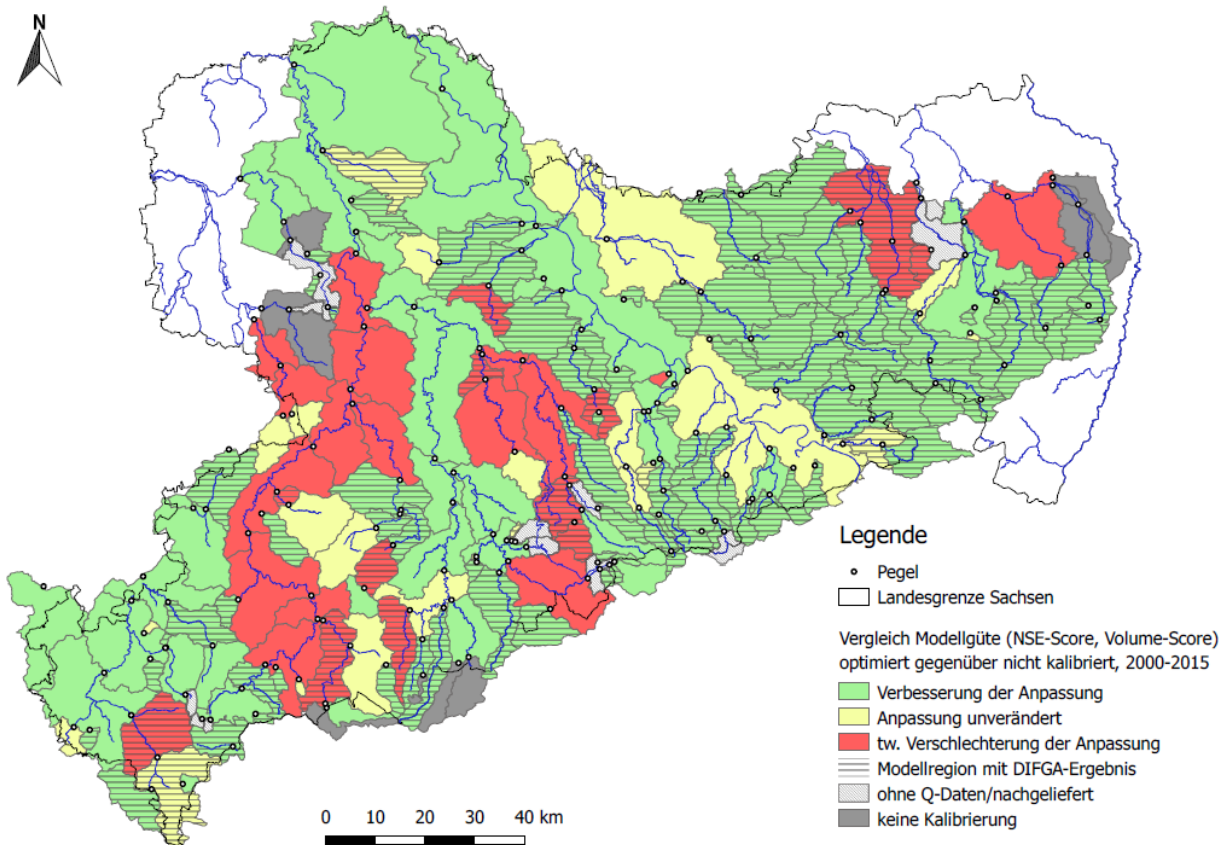 N
Legende
Pegel
Landesgrenze Sachsen
Vergleich Modellgüte (NSE-Score, Volume-Score)
optimiert gegenüber nicht kalibriert, 2000-2015
Verbesserung der Anpassung
Anpassung unverändert
tw. Verschlechterung der Anpassung
Modellregion mit DIFGA-Ergebnis
ohne Q-Daten/nachgeliefert
keine Kalibrierung
0 10 20 30 40 km